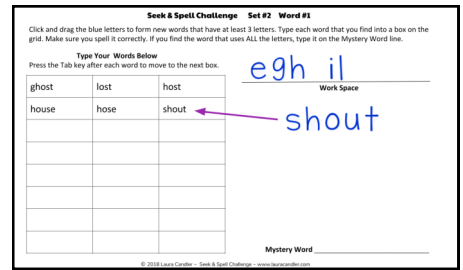 Seek & Spell Challenge Set #2 Word #1
Click and drag the blue letters to form new words that have at least 3 letters. Type each word that you find into a box on the
grid. Make sure you spell it correctly. If you find the word that uses ALL the letters, type it on the Mystery Word line.
Type Your Words Below
Press the Tab key after each word to move to the next box.
ghost lost host
house hose shout
egh il
Work Space
shout
Mystery Word
© 2018 Laura Candler – Seek & Spell Challenge – www.lauracandler.com